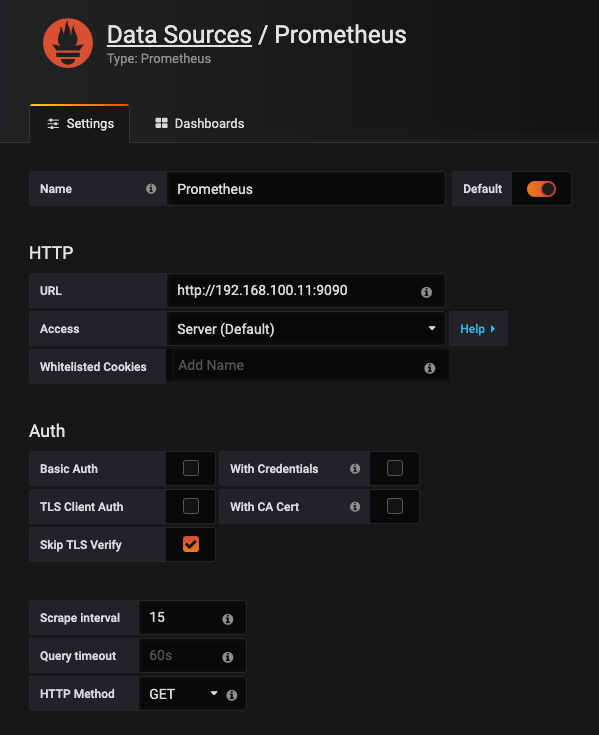 Data Sources / Prometheus
Type: Prometheus
Settings
Dashboards
Name
Prometheus
Default
HTTP
URL
http://192.168.100.11:9090
Access
Server (Default)
Help
Whitelisted Cookies
Add Name
Auth
Basic Auth
With Credentials
TLS Client Auth
With CA Cert
Skip TLS Verify
Scrape interval
15
Query timeout
60s
HTTP Method
GET